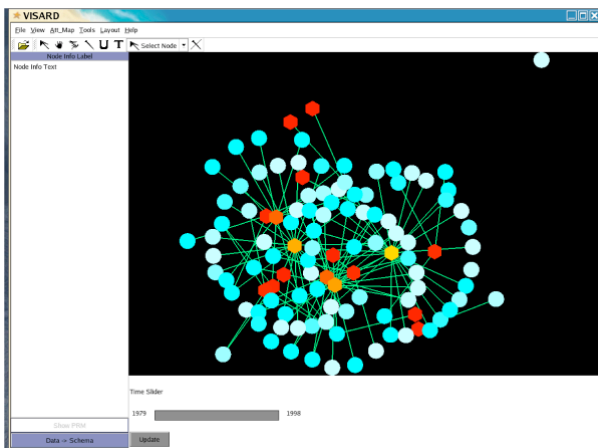 VISARD
File View Att_Map Tools Layout Help
Select Node
Node Info Label
Node Info Text
Time Slider
1979 1998
Show PRM
Data -> Schema Update